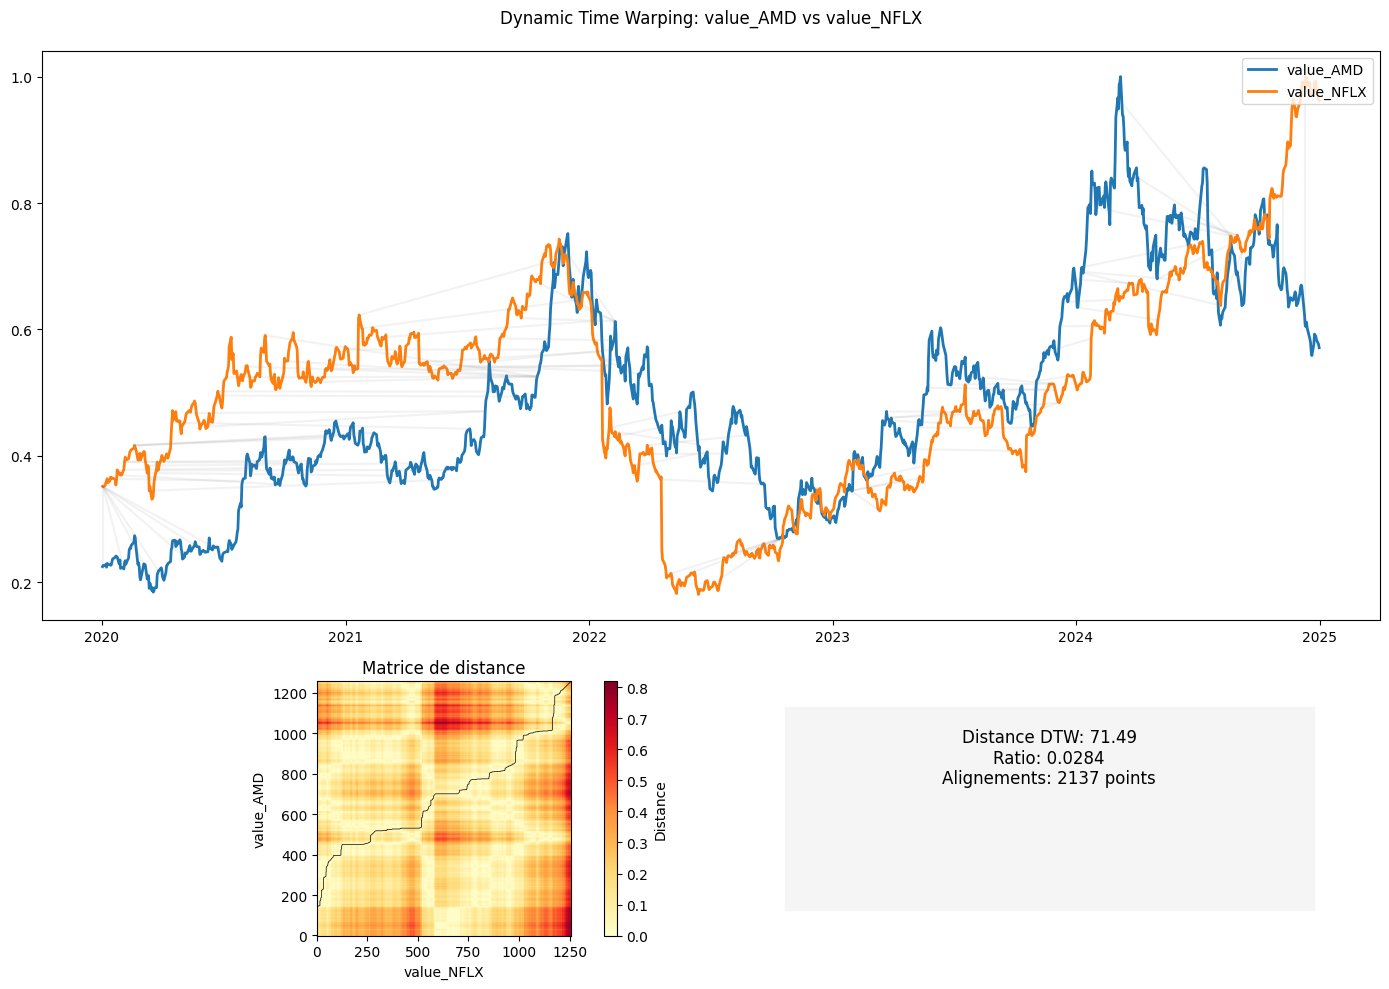 Dynamic Time Warping: value_AMD vs value_NFLX
value_AMD
value_NFLX
1.0
0.8
0.6
0.4
0.2
2020 2021 2022 2023 2024 2025
Matrice de distance
value_AMD
1200
1000
800
600
400
200
0
0 250 500 750 1000 1250
value_NFLX
0.8
0.7
0.6
0.5
0.4
0.3
0.2
0.1
0.0
Distance
Distance DTW: 71.49
Ratio: 0.0284
Alignements: 2137 points